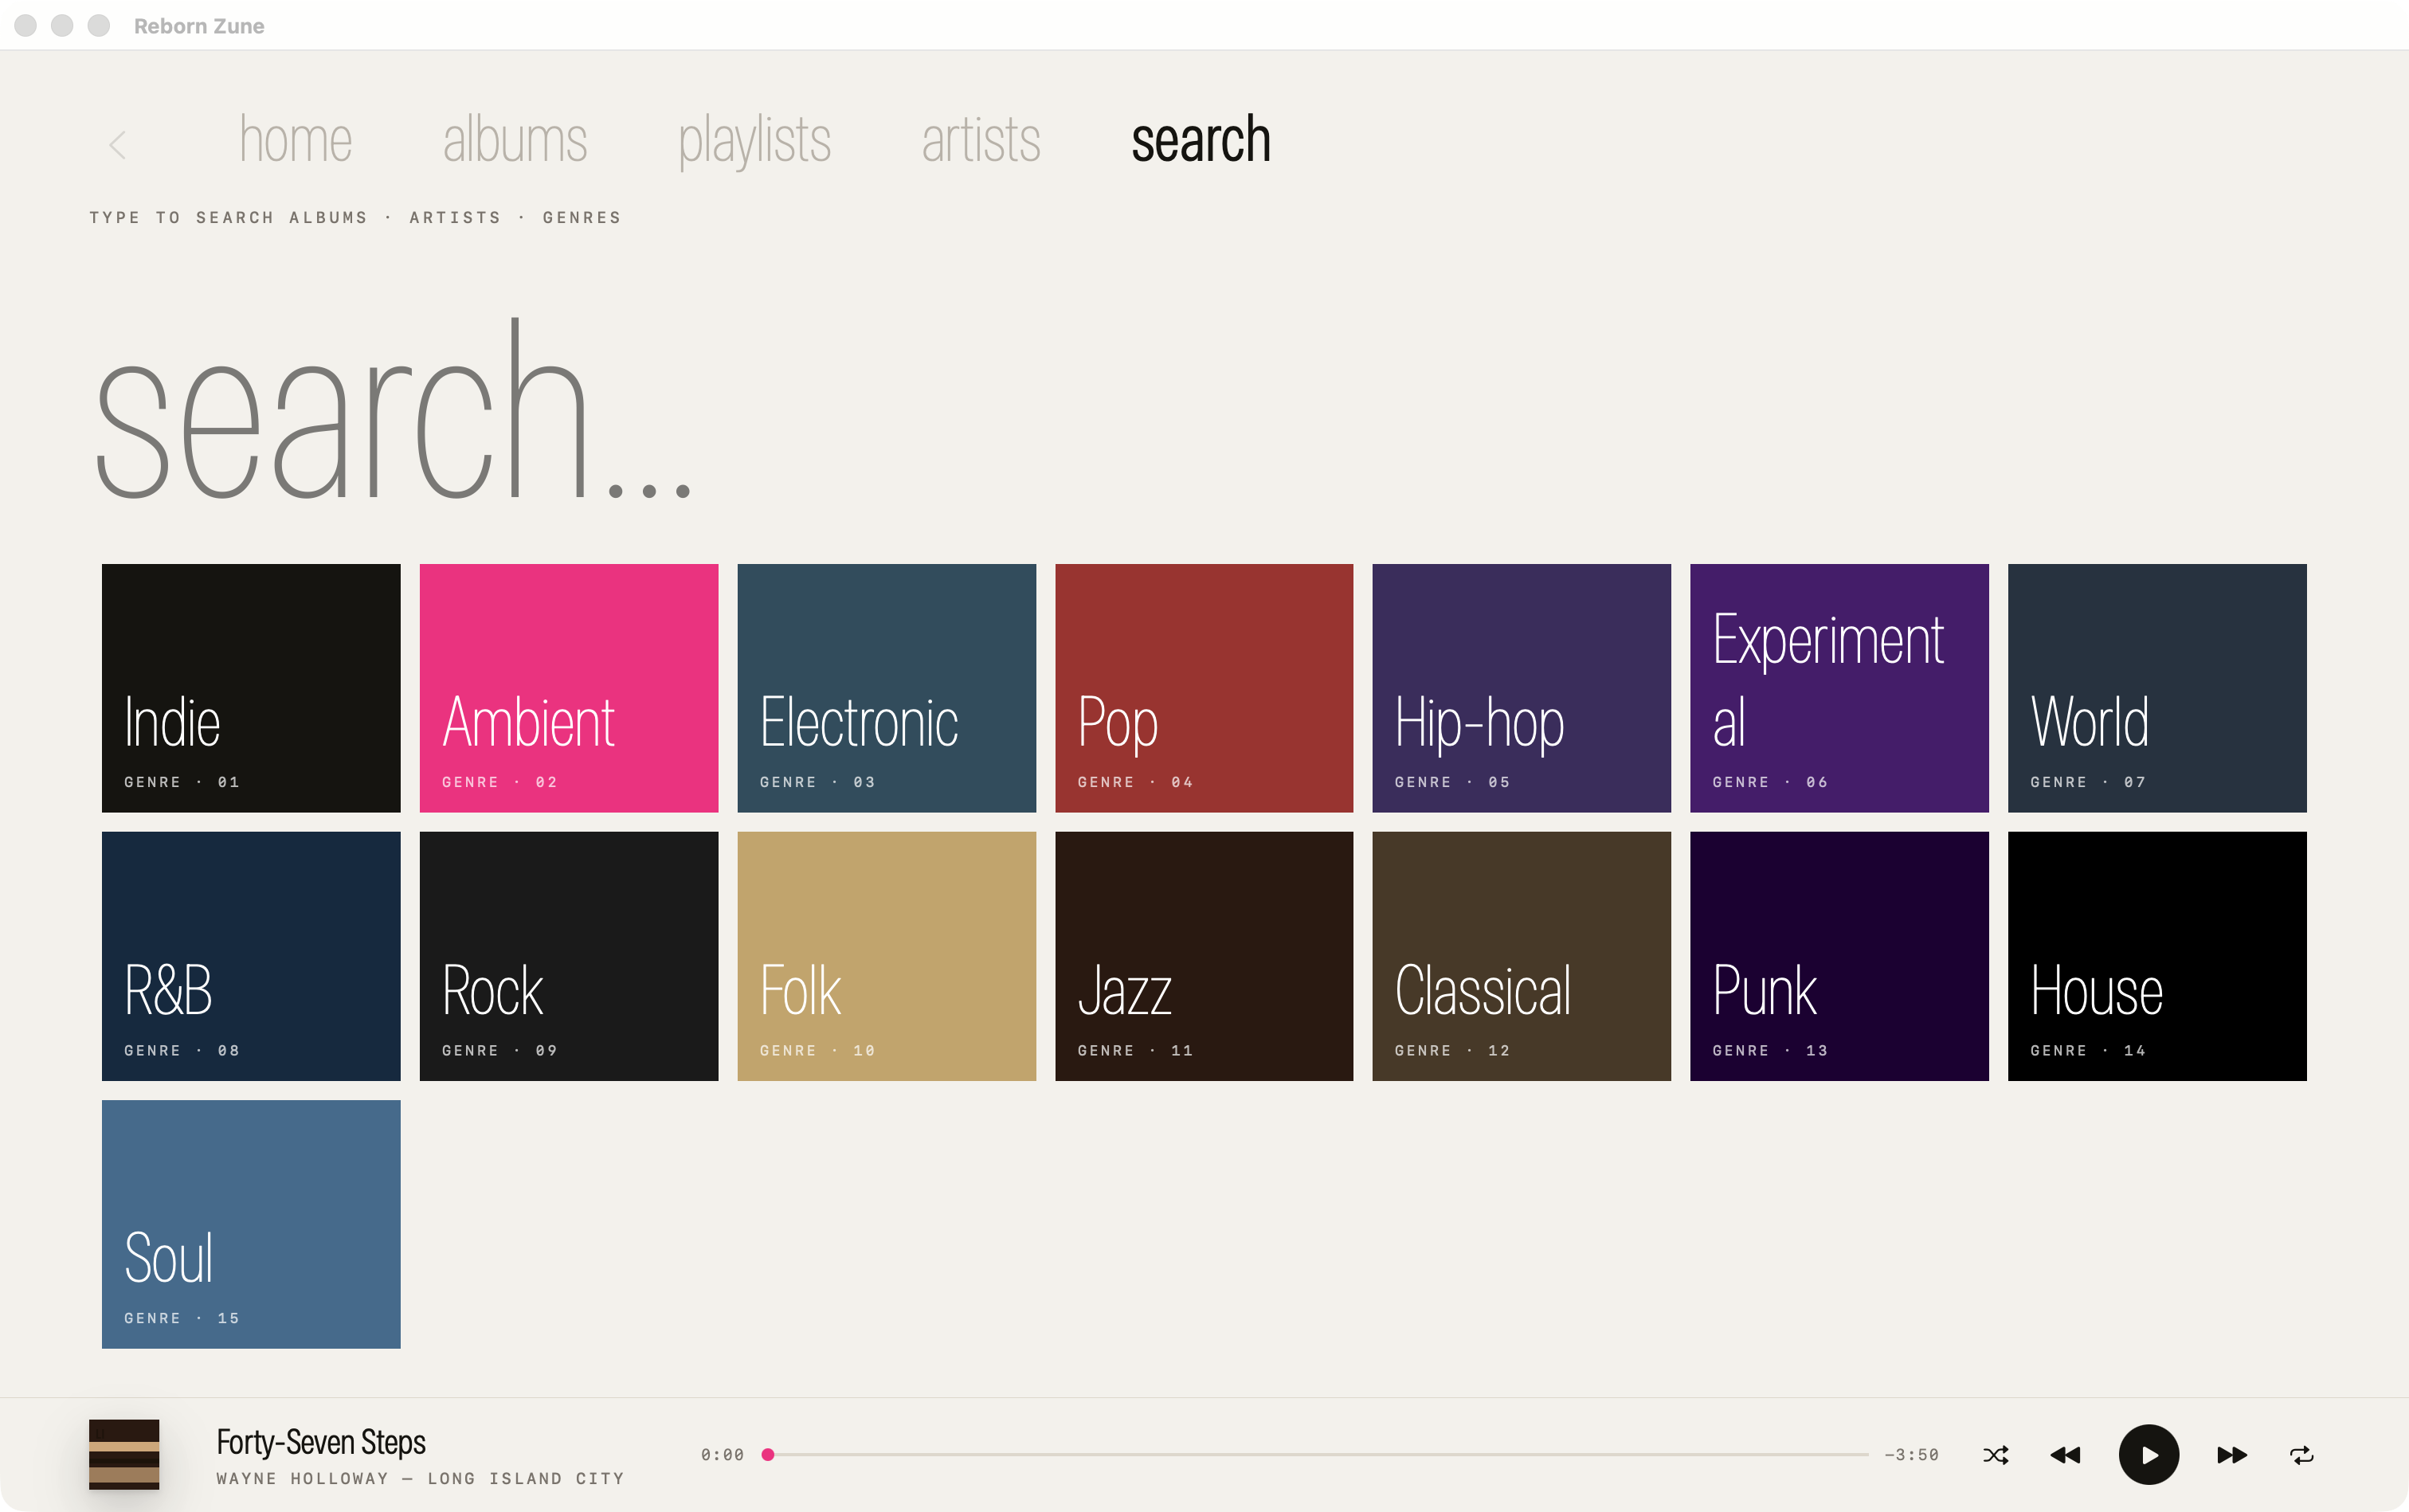 Reborn Zune
home albums playlists artists search
TYPE TO SEARCH ALBUMS · ARTISTS · GENRES
search...
Indie
GENRE · 01
Ambient
GENRE · 02
Electronic
GENRE · 03
Pop
GENRE · 04
Hip-hop
GENRE · 05
Experiment
al
GENRE · 06
World
GENRE · 07
R&B
GENRE · 08
Rock
GENRE · 09
Folk
GENRE · 10
Jazz
GENRE · 11
Classical
GENRE · 12
Punk
GENRE · 13
House
GENRE · 14
Soul
GENRE · 15
Forty-Seven Steps
WAYNE HOLLOWAY — LONG ISLAND CITY
0:00
−3:50